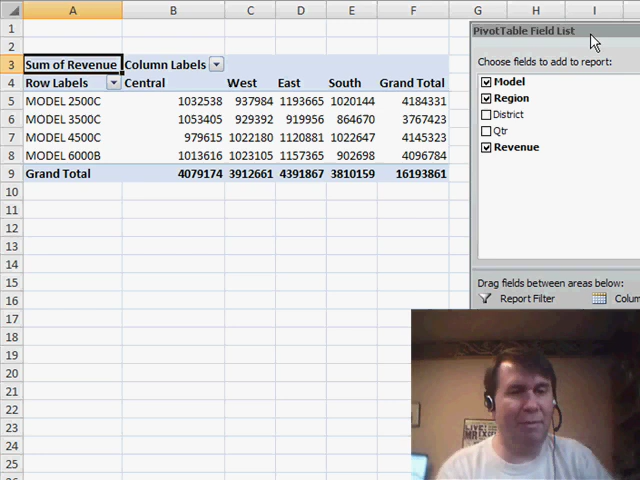 A B C D E F G H I
1
2
3 Sum of Revenue Column Labels
4 Row Labels Central West East South Grand Total
5 MODEL 2500C 1032538 937984 1193665 1020144 4184331
6 MODEL 3500C 1053405 929392 919956 864670 3767423
7 MODEL 4500C 979615 1022180 1120881 1022647 4145323
8 MODEL 6000B 1013616 1023105 1157365 902698 4096784
9 Grand Total 4079174 3912661 4391867 3810159 16193861
10
11
12
13
14
15
16
17
18
19
20
21
22
23
24
25
PivotTable Field List
Choose fields to add to report:
Model
Region
District
Qtr
Revenue
Drag fields between areas below:
Report Filter Colum